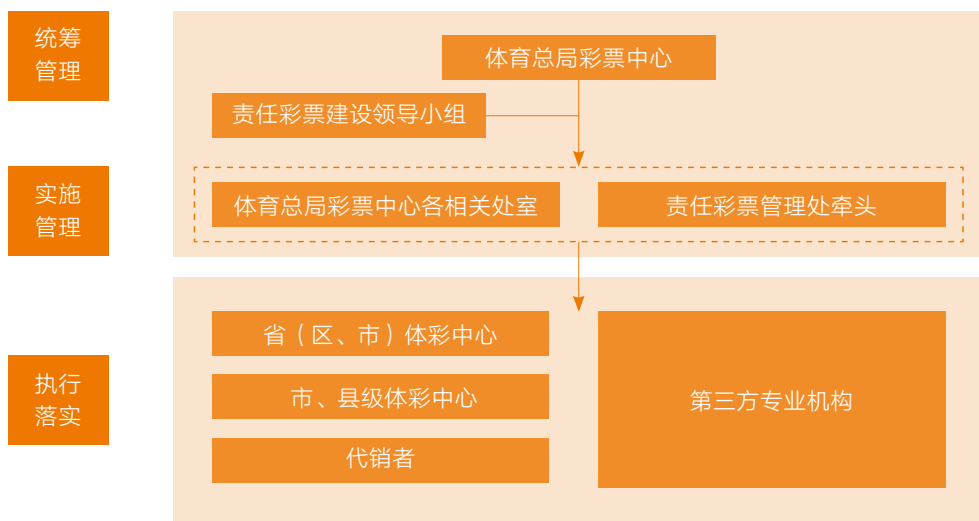 统筹
管理
体育总局彩票中心
责任彩票建设领导小组
实施
管理
体育总局彩票中心各相关处室
责任彩票管理处牵头
执行
落实
省（区、市）体彩中心
市、县级体彩中心
代销者
第三方专业机构